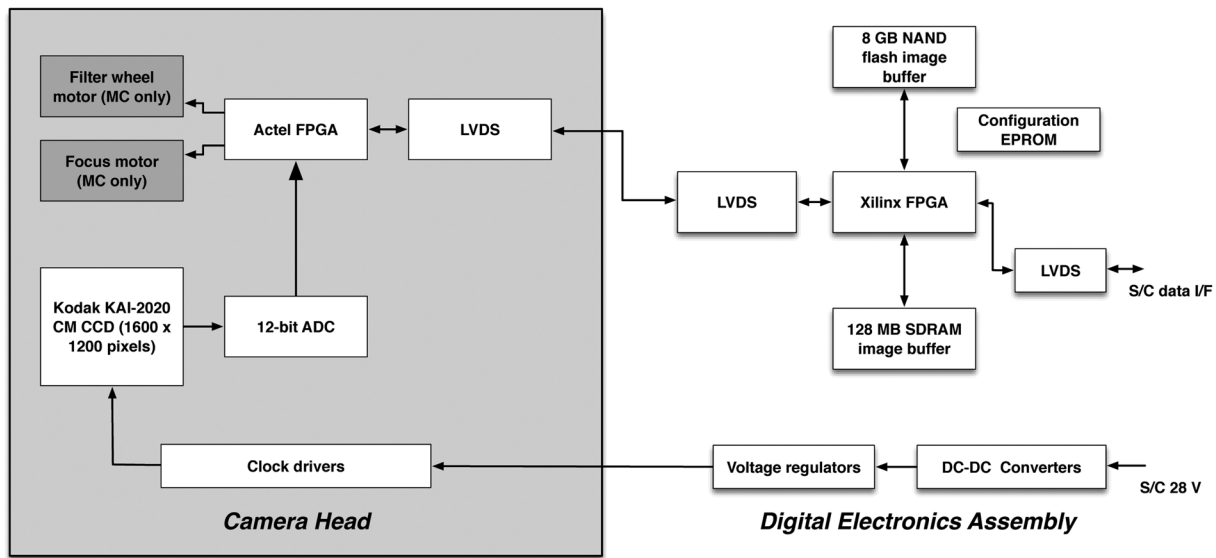 Filter wheel
motor (MC only)
Focus motor
(MC only)
Actel FPGA
LVDS
Kodak KAI-2020
CM CCD (1600 x
1200 pixels)
12-bit ADC
Clock drivers
Camera Head
8 GB NAND
flash image
buffer
Configuration
EPROM
LVDS
Xilinx FPGA
LVDS
S/C data I/F
128 MB SDRAM
image buffer
Voltage regulators
DC-DC Converters
S/C 28 V
Digital Electronics Assembly